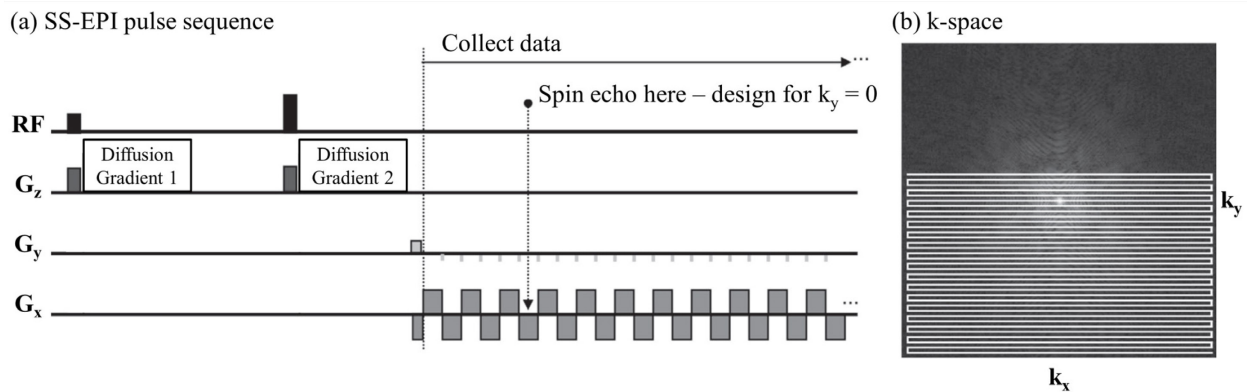 (a) SS-EPI pulse sequence
Collect data
...
Spin echo here – design for ky = 0
RF
Diffusion
Gradient 1
Diffusion
Gradient 2
Gz
Gy
Gx
...
(b) k-space
ky
kx